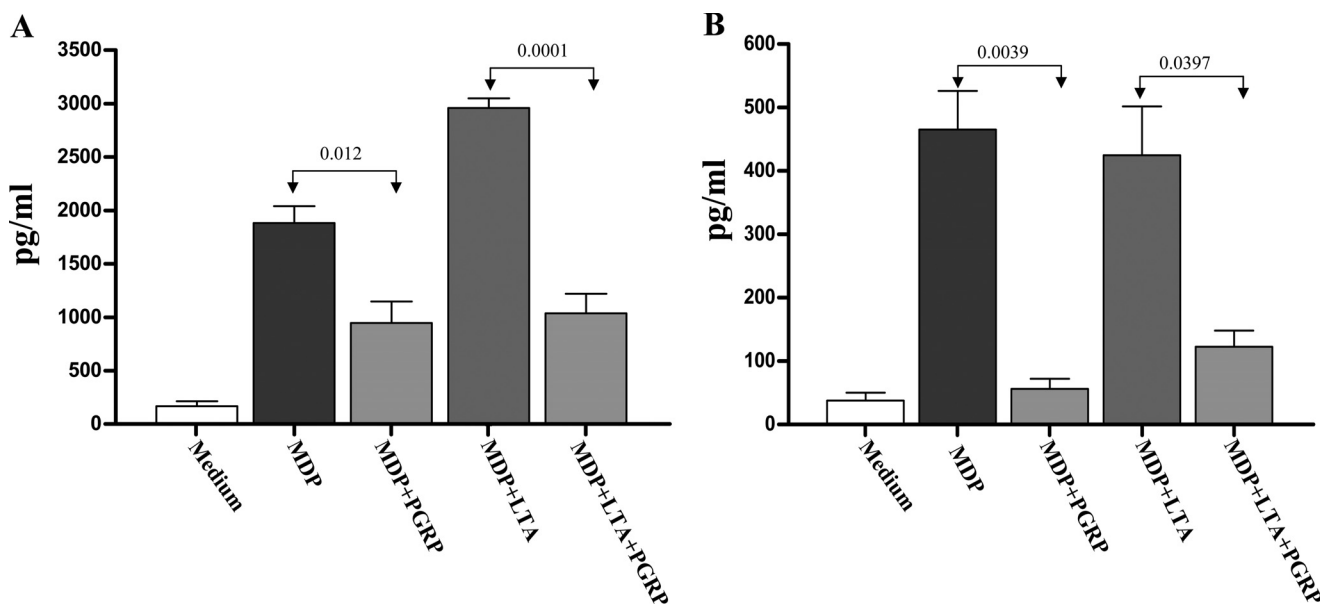 A
pg/ml
3500
3000
2500
2000
1500
1000
500
0
0.012
0.0001
Medium
MDP
MDP+PGRP
MDP+LTA
MDP+LTA+PGRP
B
pg/ml
600
500
400
300
200
100
0
0.0039
0.0397
Medium
MDP
MDP+PGRP
MDP+LTA
MDP+LTA+PGRP